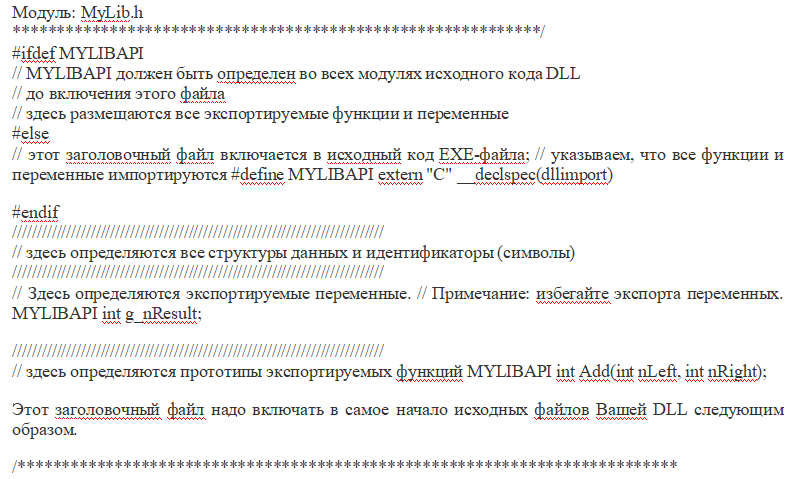 Модуль: MyLib.h
************************************************************/
#ifdef MYLIBAPI
// MYLIBAPI должен быть определен во всех модулях исходного кода DLL
// до включения этого файла
// здесь размещаются все экспортируемые функции и переменные
#else
// этот заголовочный файл включается в исходный код EXE-файла; // указываем, что все функции и
переменные импортируются #define MYLIBAPI extern "C" __declspec(dllimport)
#endif
///////////////////////////////////////////////////////////////////////////
// здесь определяются все структуры данных и идентификаторы (символы)
///////////////////////////////////////////////////////////////////////////
// Здесь определяются экспортируемые переменные. // Примечание: избегайте экспорта переменных.
MYLIBAPI int g_nResult;
///////////////////////////////////////////////////////////////////////////
// здесь определяются прототипы экспортируемых функций MYLIBAPI int Add(int nLeft, int nRight);
Этот заголовочный файл надо включать в самое начало исходных файлов Вашей DLL следующим
образом.
/***************************************************************************